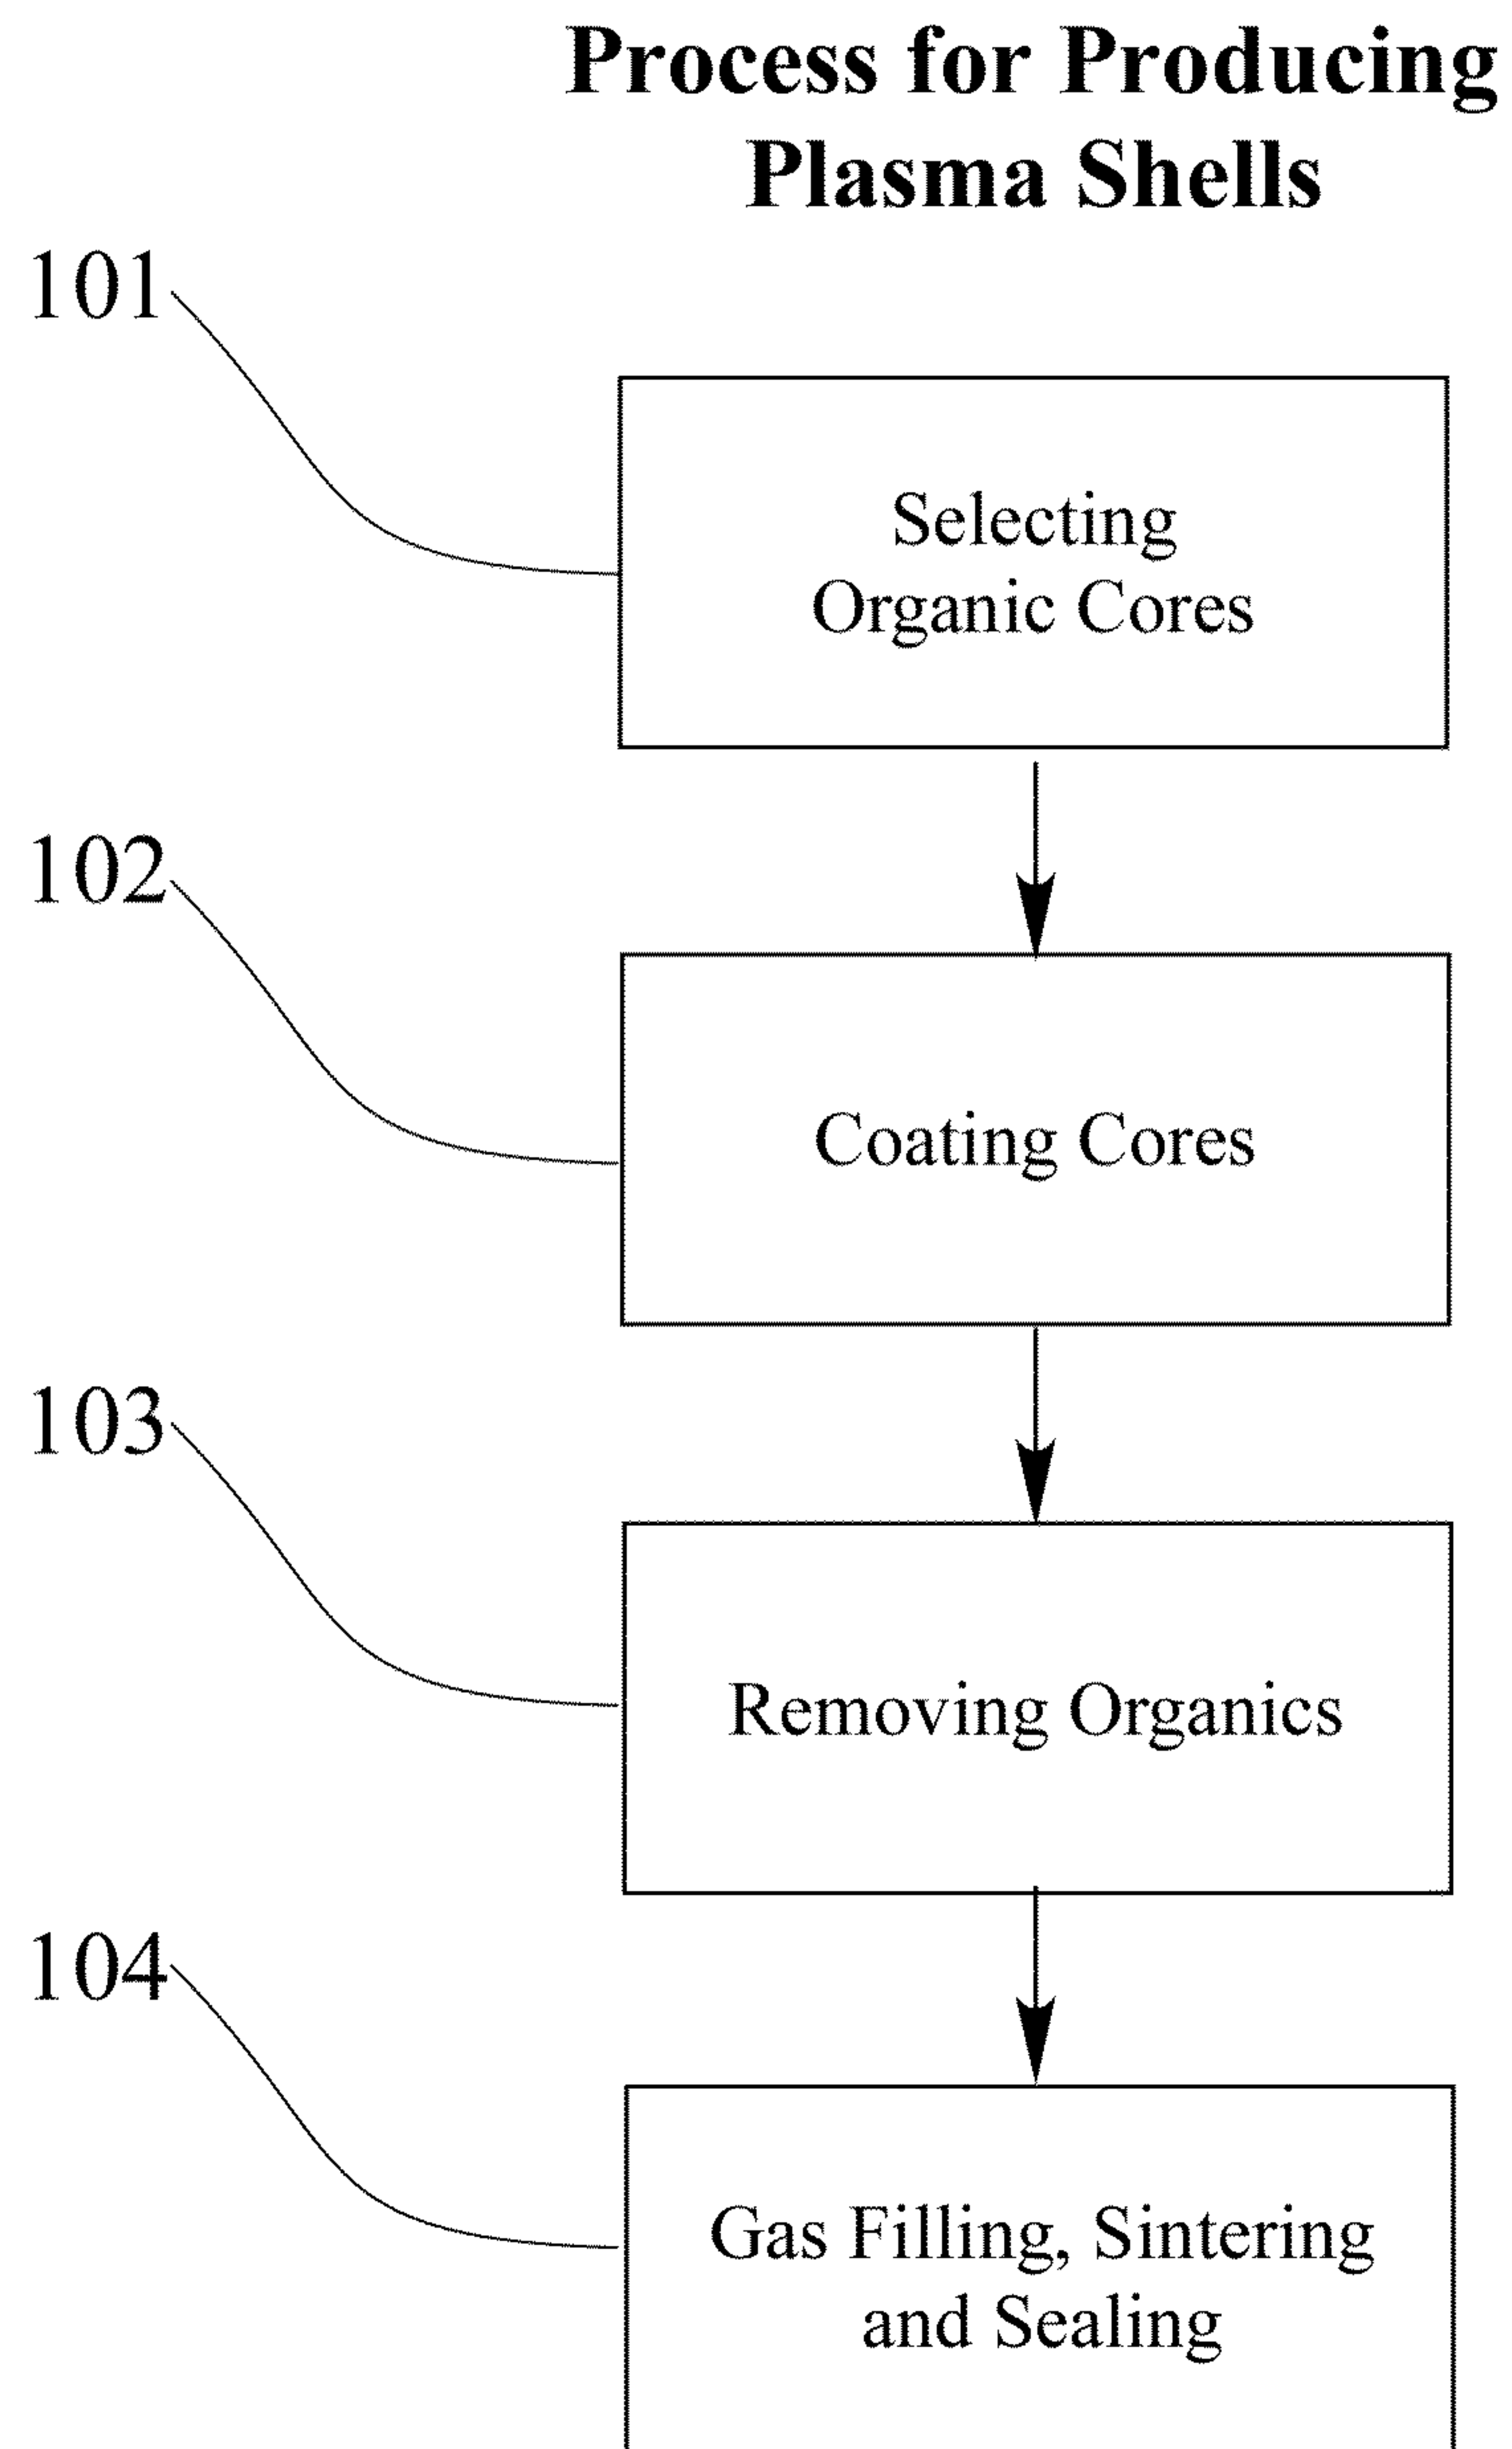 Process for Producing
Plasma Shells
101
Selecting
Organic Cores
102
Coating Cores
103
Removing Organics
104
Gas Filling, Sintering
and Sealing